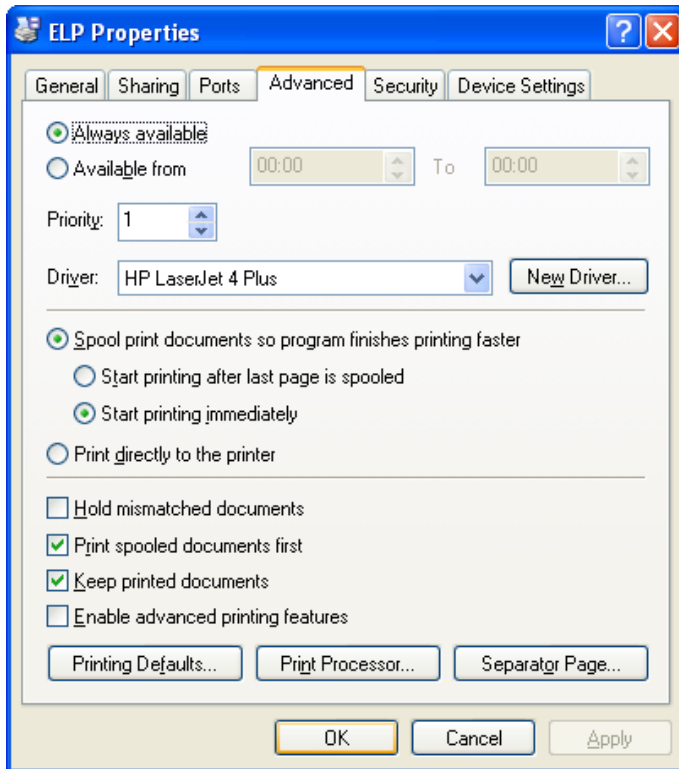 ELP Properties
General Sharing Ports Advanced Security Device Settings
Always available
Available from 00:00 To 00:00
Priority: 1
Driver: HP LaserJet 4 Plus New Driver...
Spool print documents so program finishes printing faster
Start printing after last page is spooled
Start printing immediately
Print directly to the printer
Hold mismatched documents
Print spooled documents first
Keep printed documents
Enable advanced printing features
Printing Defaults... Print Processor... Separator Page...
OK Cancel Apply